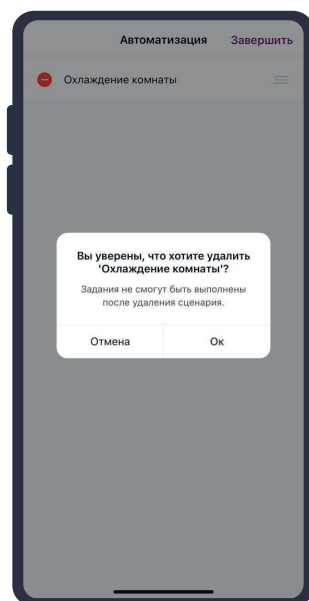 Автоматизация Завершить
Охлаждение комнаты
Вы уверены, что хотите удалить
'Охлаждение комнаты'?
Задания не смогут быть выполнены
после удаления сценария.
Отмена Ок